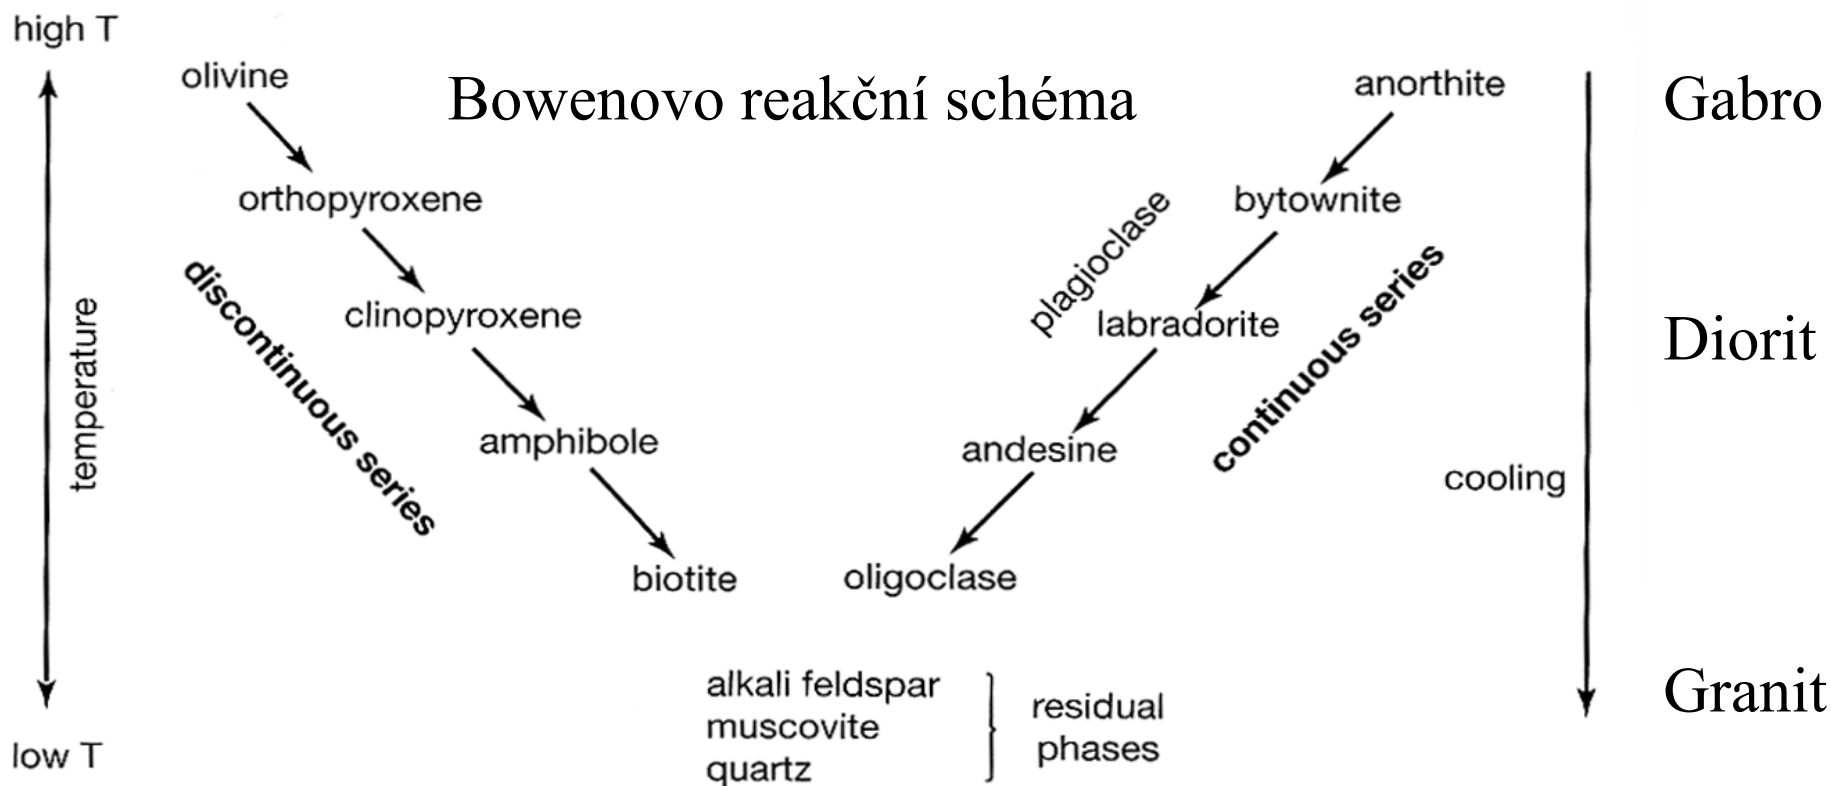 high T
olivine
Bowenovo reakční schéma
anorthite
Gabro
orthopyroxene
bytownite
plagioclase
discontinuous series
continuous series
temperature
clinopyroxene
labradorite
Diorit
amphibole
andesine
cooling
biotite
oligoclase
alkali feldspar
muscovite
quartz
residual
phases
Granit
low T